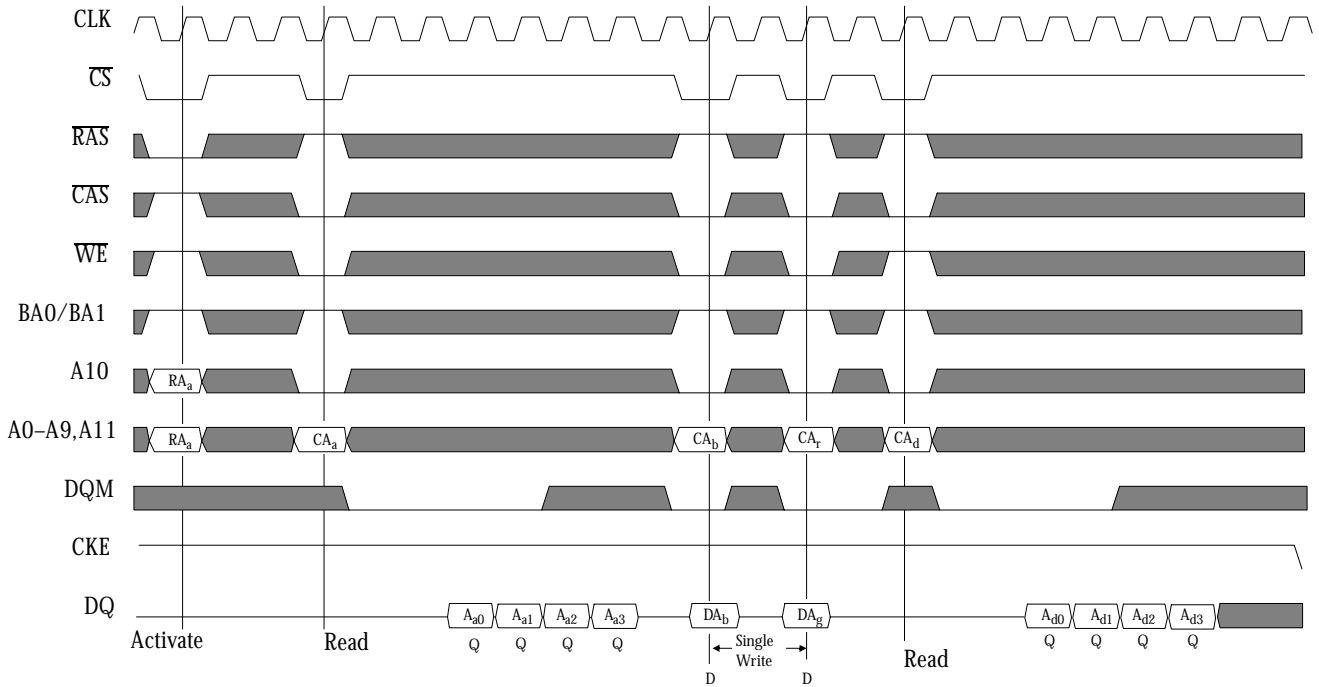 CLK
CS
RAS
CAS
WE
BA0/BA1
A10
RAa
A0–A9,A11
RAa CAa CAb CAr CAd
DQM
CKE
DQ
Aa0 Aa1 Aa2 Aa3 DAb DAg Ad0 Ad1 Ad2 Ad3
Activate Read Q Q Q Q Single Write Read Q Q Q Q
D D